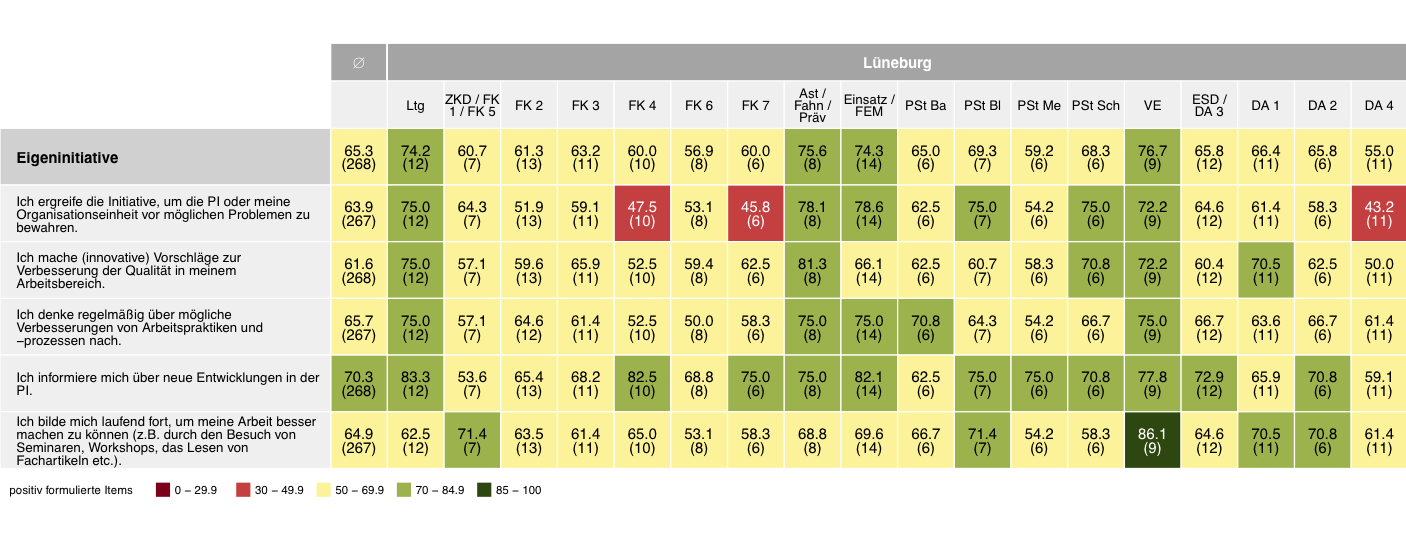 ∅ Lüneburg
Ltg ZKD / FK 1 / FK 5 FK 2 FK 3 FK 4 FK 6 FK 7 Ast / Fahn / Präv Einsatz / FEM PSt Ba PSt Bl PSt Me PSt Sch VE ESD / DA 3 DA 1 DA 2 DA 4
Eigeninitiative
65.3 74.2 60.7 61.3 63.2 60.0 56.9 60.0 75.6 74.3 65.0 69.3 59.2 68.3 76.7 65.8 66.4 65.8 55.0
(268) (12) (7) (13) (11) (10) (8) (6) (8) (14) (6) (7) (6) (6) (9) (12) (11) (6) (11)
Ich ergreife die Initiative, um die PI oder meine
Organisationseinheit vor möglichen Problemen zu
bewahren.
63.9 75.0 64.3 51.9 59.1 47.5 53.1 45.8 78.1 78.6 62.5 75.0 54.2 75.0 72.2 64.6 61.4 58.3 43.2
(267) (12) (7) (13) (11) (10) (8) (6) (8) (14) (6) (7) (6) (6) (9) (12) (11) (6) (11)
Ich mache (innovative) Vorschläge zur
Verbesserung der Qualität in meinem
Arbeitsbereich.
61.6 75.0 57.1 59.6 65.9 52.5 59.4 62.5 81.3 66.1 62.5 60.7 58.3 70.8 72.2 60.4 70.5 62.5 50.0
(268) (12) (7) (13) (11) (10) (8) (6) (8) (14) (6) (7) (6) (6) (9) (12) (11) (6) (11)
Ich denke regelmäßig über mögliche
Verbesserungen von Arbeitspraktiken und
–prozessen nach.
65.7 75.0 57.1 64.6 61.4 52.5 50.0 58.3 75.0 75.0 70.8 64.3 54.2 66.7 75.0 66.7 63.6 66.7 61.4
(267) (12) (7) (12) (11) (10) (8) (6) (8) (14) (6) (7) (6) (6) (9) (12) (11) (6) (11)
Ich informiere mich über neue Entwicklungen in der
PI.
70.3 83.3 53.6 65.4 68.2 82.5 68.8 75.0 75.0 82.1 62.5 75.0 75.0 70.8 77.8 72.9 65.9 70.8 59.1
(268) (12) (7) (13) (11) (10) (8) (6) (8) (14) (6) (7) (6) (6) (9) (12) (11) (6) (11)
Ich bilde mich laufend fort, um meine Arbeit besser
machen zu können (z.B. durch den Besuch von
Seminaren, Workshops, das Lesen von
Fachartikeln etc.).
64.9 62.5 71.4 63.5 61.4 65.0 53.1 58.3 68.8 69.6 66.7 71.4 54.2 58.3 86.1 64.6 70.5 70.8 61.4
(267) (12) (7) (13) (11) (10) (8) (6) (8) (14) (6) (7) (6) (6) (9) (12) (11) (6) (11)
positiv formulierte Items 0 – 29.9 30 – 49.9 50 – 69.9 70 – 84.9 85 – 100